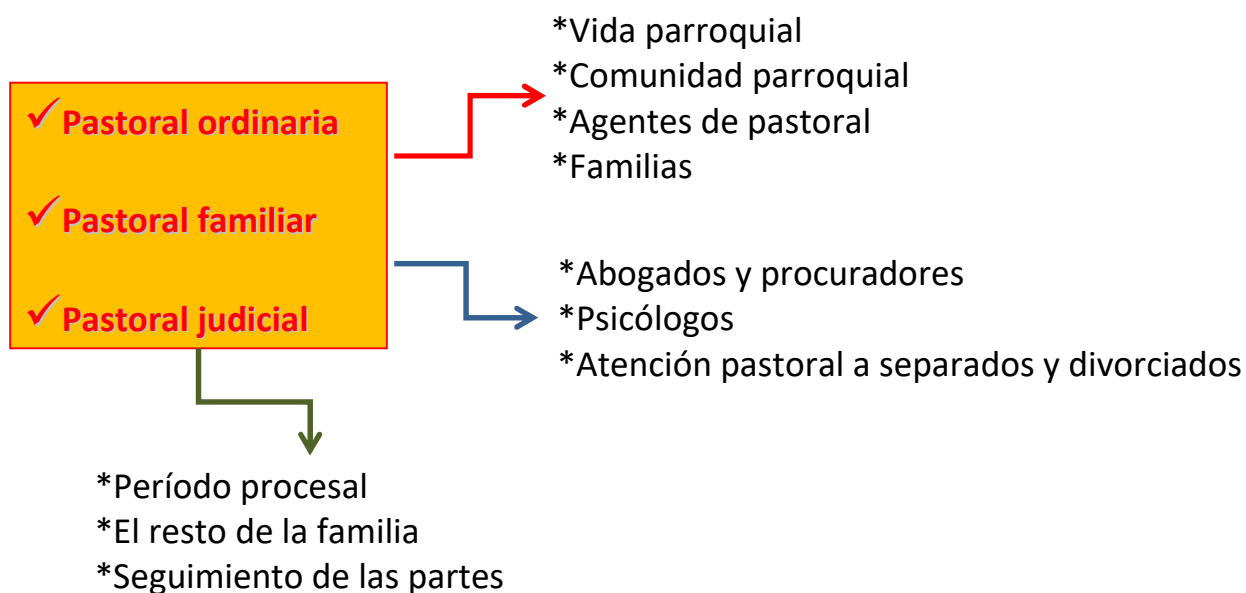 ✓Pastoral ordinaria
✓Pastoral familiar
✓Pastoral judicial
*Vida parroquial
*Comunidad parroquial
*Agentes de pastoral
*Familias
*Abogados y procuradores
*Psicólogos
*Atención pastoral a separados y divorciados
*Período procesal
*El resto de la familia
*Seguimiento de las partes